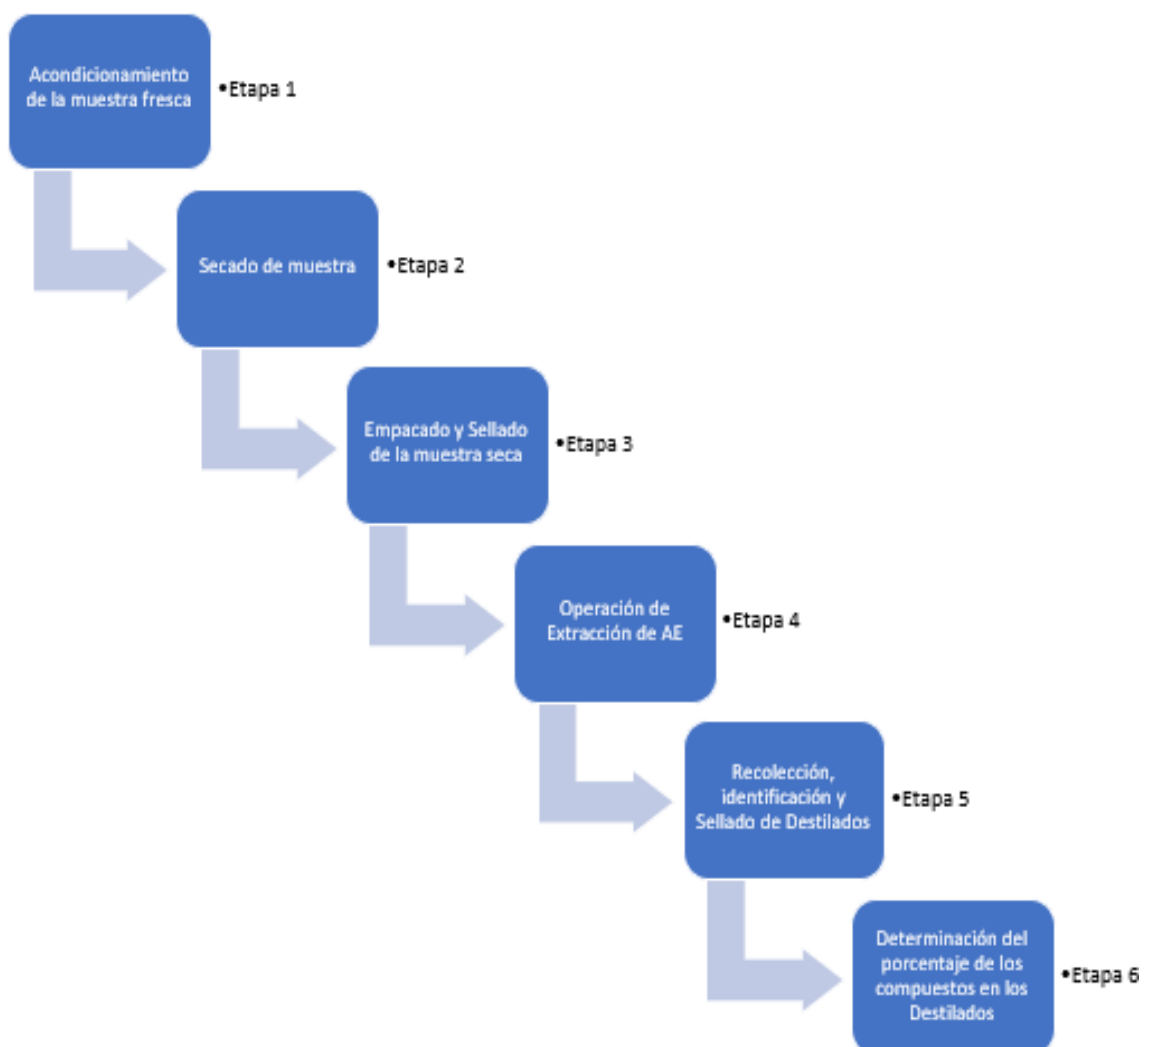 Acondicionamiento
de la muestra fresca
•Etapa 1
Secado de muestra
•Etapa 2
Empacado y Sellado
de la muestra seca
•Etapa 3
Operación de
Extracción de AE
•Etapa 4
Recolección,
identificación y
Sellado de Destilados
•Etapa 5
Determinación del
porcentaje de los
compuestos en los
Destilados
•Etapa 6